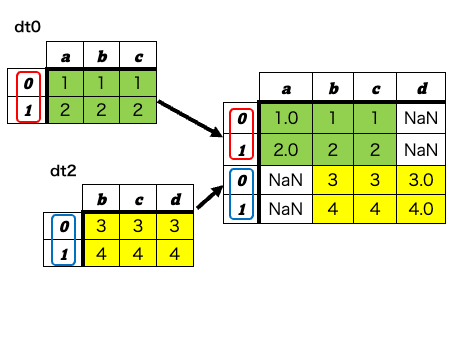 dt0
a b c
0 1 1 1
1 2 2 2
dt2
b c d
0 3 3 3
1 4 4 4
a b c d
0 1.0 1 1 NaN
1 2.0 2 2 NaN
0 NaN 3 3 3.0
1 NaN 4 4 4.0